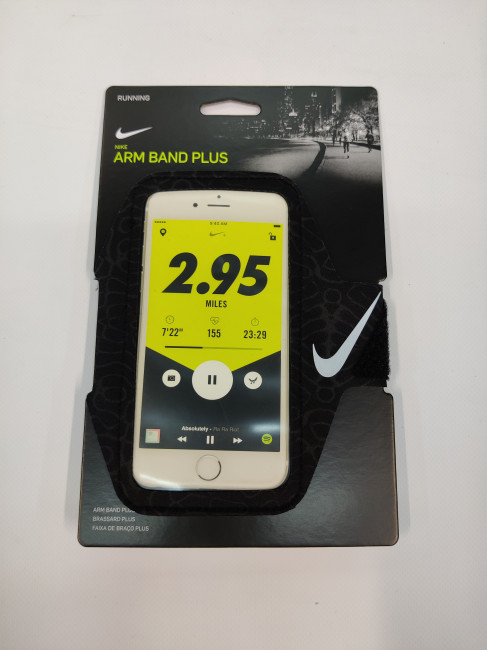 RUNNING
NIKE
ARM BAND PLUS
2.95
MILES
7'22"
155
23:29
Absolutely -
ARM BAND PLUS
BRASSARD PLUS
FAIXA DE BRAÇO PLUS